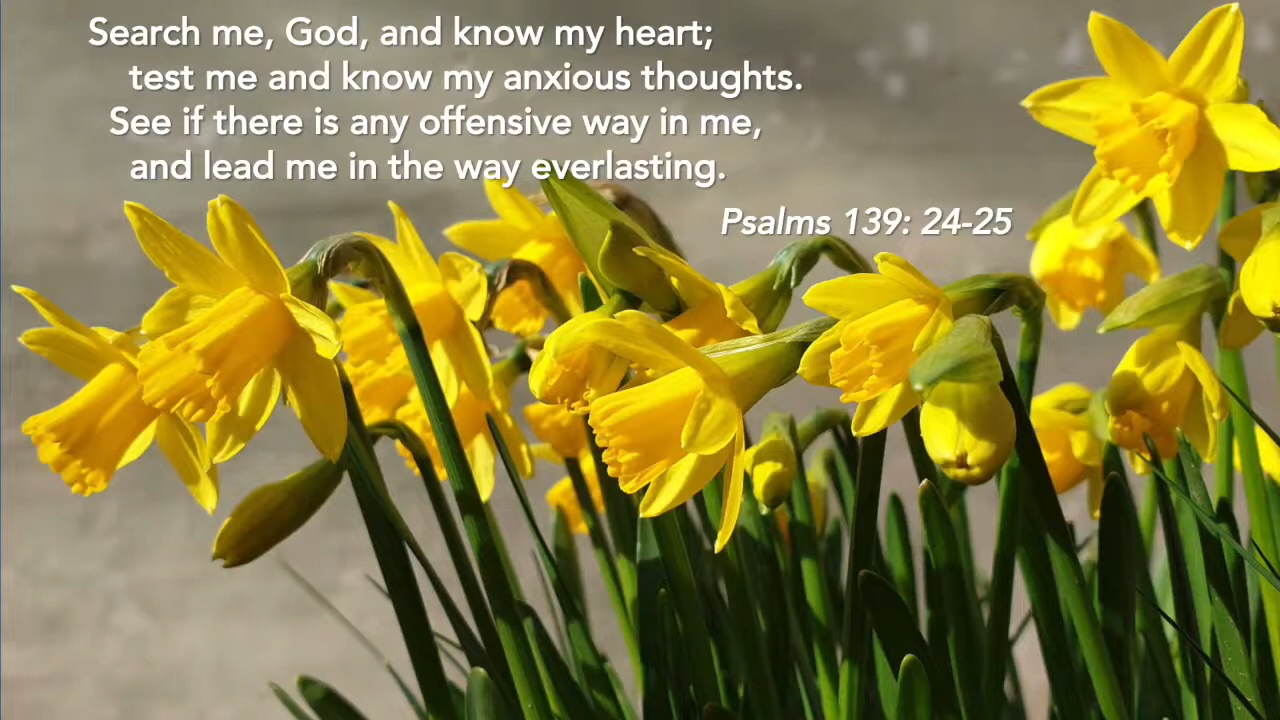 Search me, God, and know my heart;
test me and know my anxious thoughts.
See if there is any offensive way in me,
and lead me in the way everlasting.
Psalms 139: 24-25